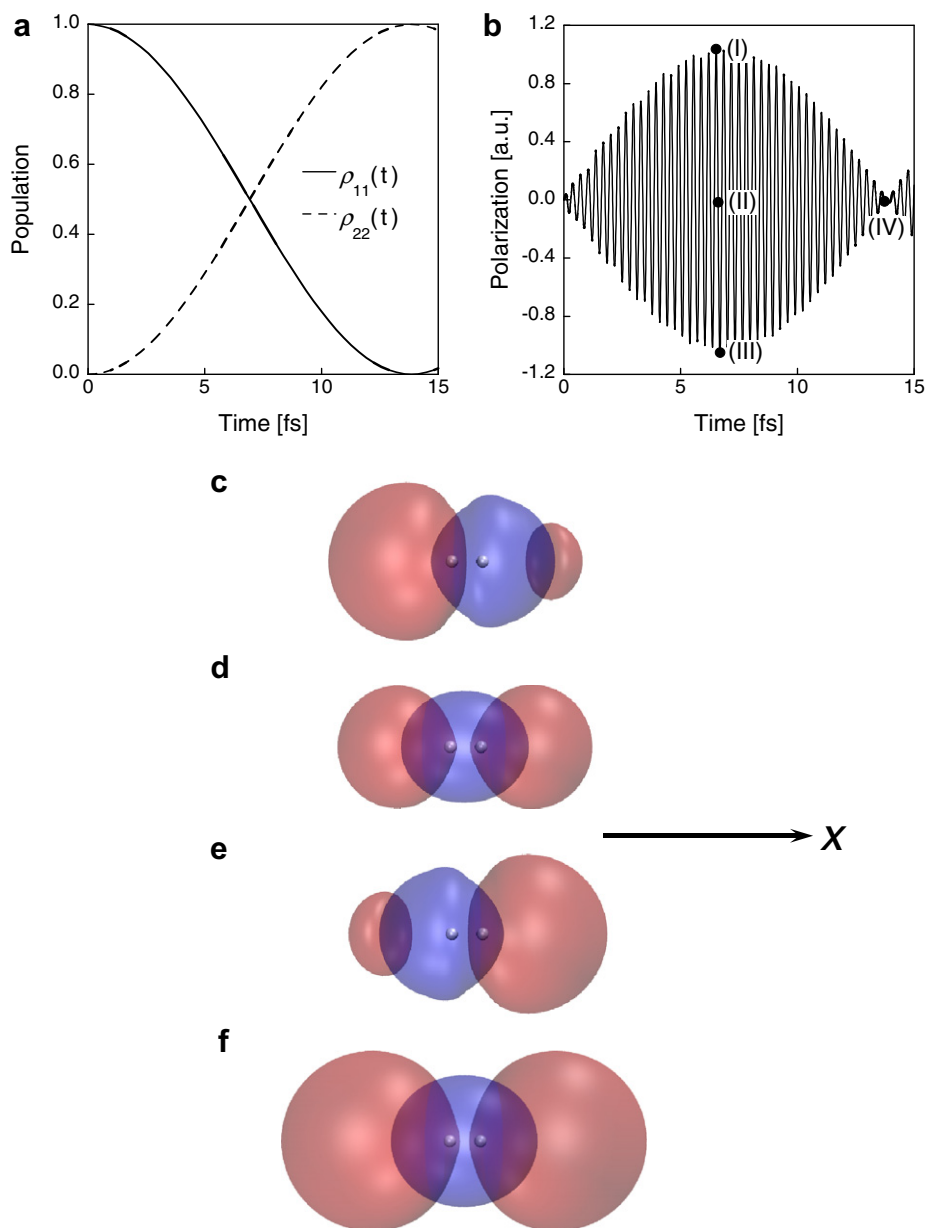 a
1.0
0.8
0.6
0.4
0.2
0.0
Population
ρ11(t)
ρ22(t)
0 5 10 15
Time [fs]
b
1.2
0.8
0.4
0.0
-0.4
-0.8
-1.2
Polarization [a.u.]
(I)
(II)
(IV)
(III)
0 5 10 15
Time [fs]
c
d
X
e
f